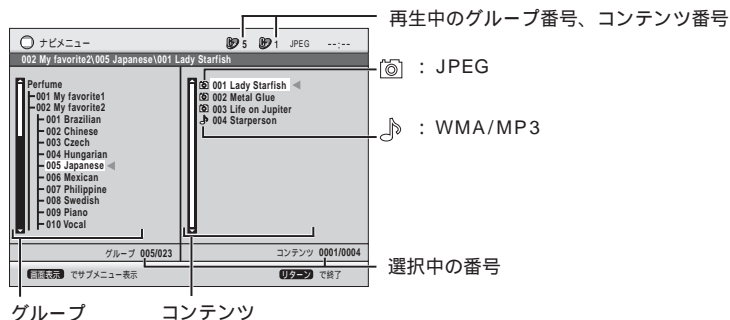 再生中のグループ番号、コンテンツ番号
ナビメニュー 5 1 JPEG --:--
002 My favorite2\005 Japanese\001 Lady Starfish
Perfume
001 My favorite1
002 My favorite2
001 Brazilian
002 Chinese
003 Czech
004 Hungarian
005 Japanese
006 Mexican
007 Philippine
008 Swedish
009 Piano
010 Vocal
001 Lady Starfish
002 Metal Glue
003 Life on Jupiter
004 Starperson
: JPEG
: WMA/MP3
グループ 005/023
コンテンツ 0001/0004
画面表示 でサブメニュー表示
リターン で終了
選択中の番号
グループ
コンテンツ